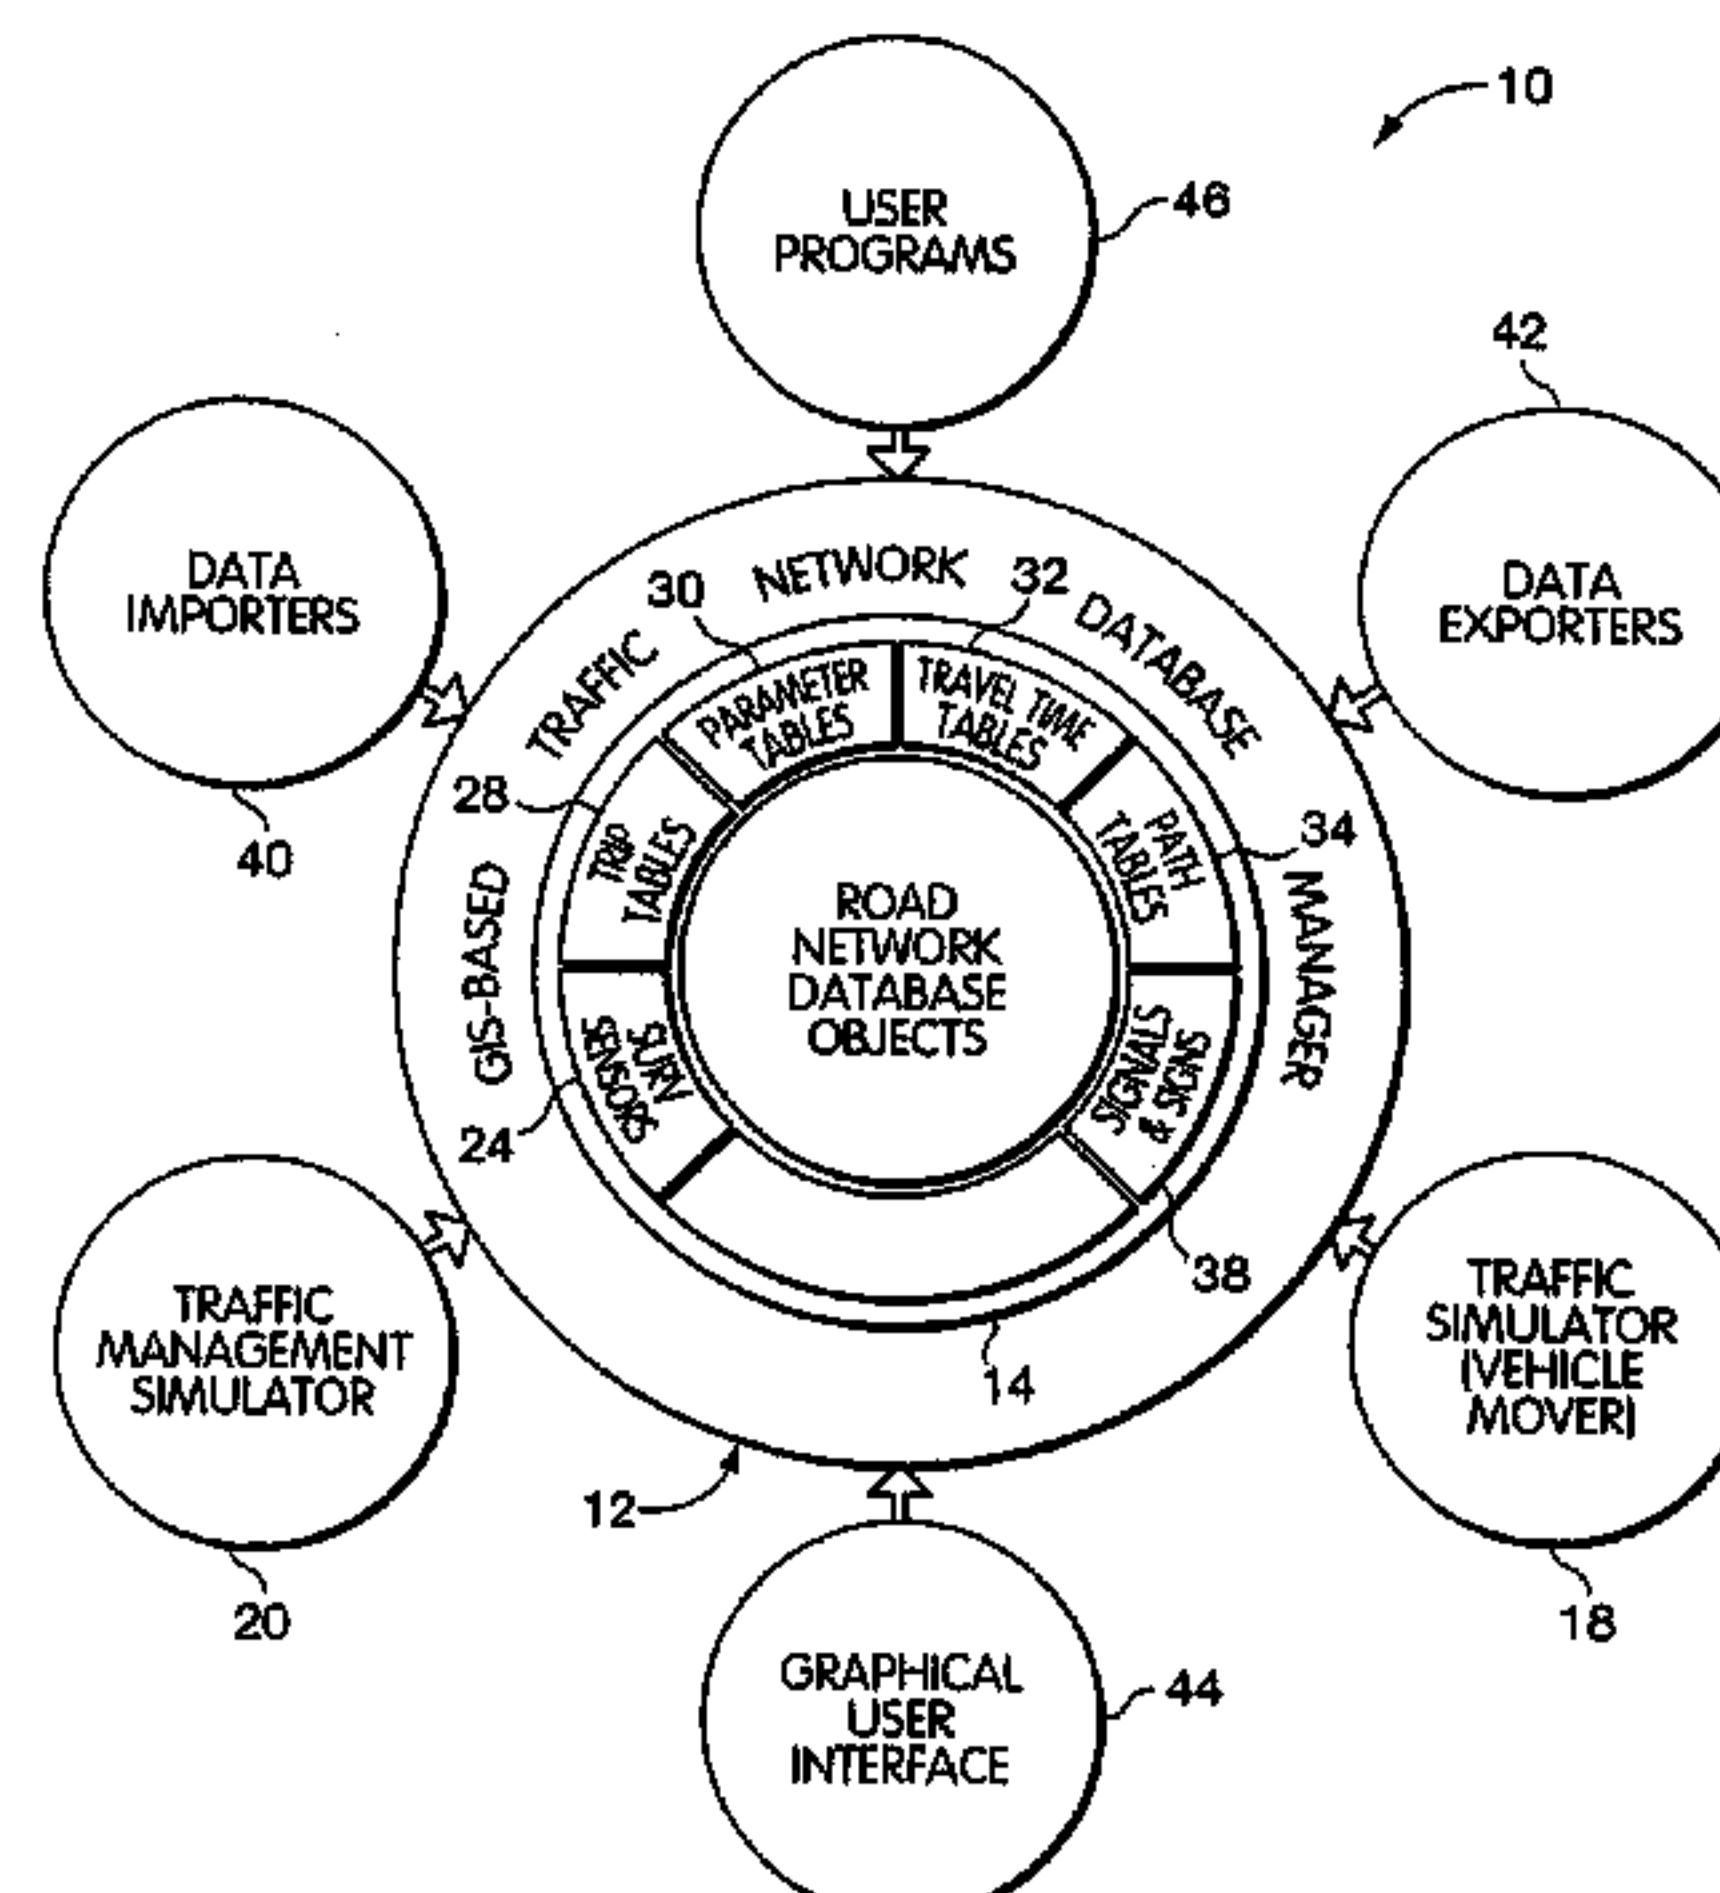 10
USER
PROGRAMS
46
42
DATA
IMPORTERS
40
DATA
EXPORTERS
GIS-BASED TRAFFIC NETWORK DATABASE MANAGER
30
32
28
34
PARAMETER
TABLES
TRAVEL TIME
TABLES
TRIP
TABLES
PATH
TABLES
ROAD
NETWORK
DATABASE
OBJECTS
SURV
SENSORS
SIGNALS
& SIGNS
24
38
14
12
TRAFFIC
MANAGEMENT
SIMULATOR
20
TRAFFIC
SIMULATOR
(VEHICLE
MOVER)
18
GRAPHICAL
USER
INTERFACE
44